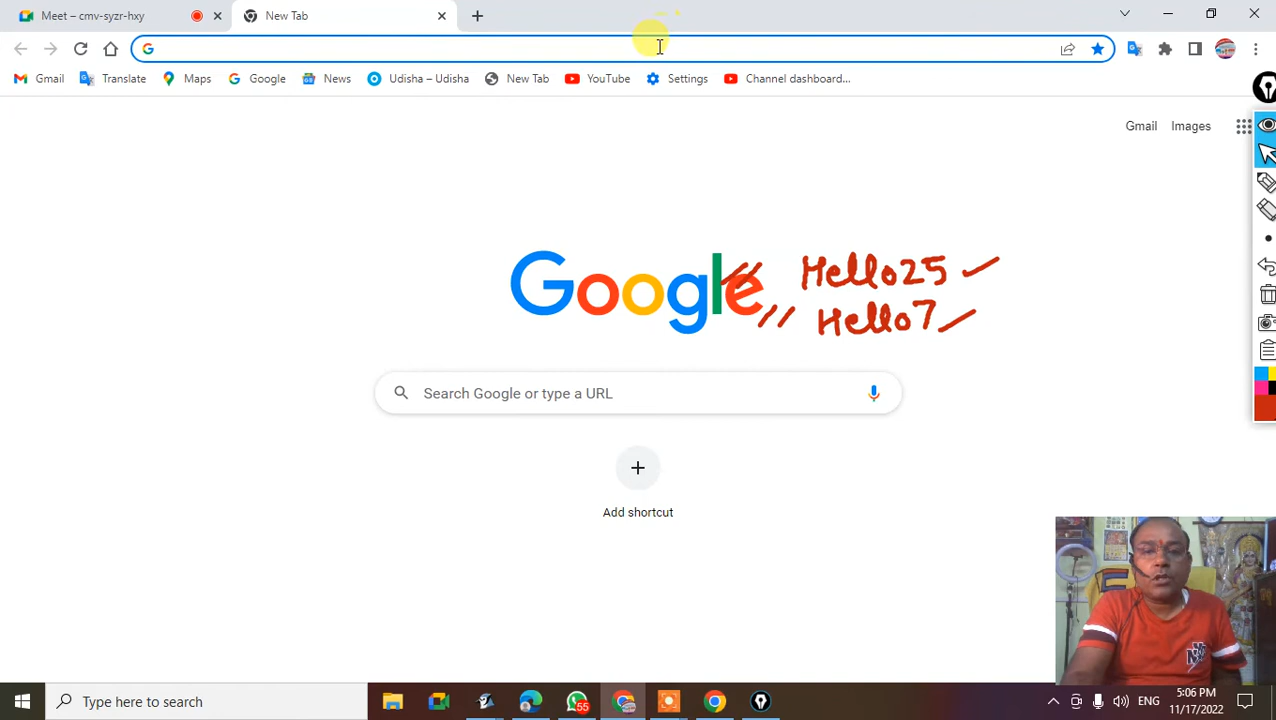 Meet – cmv-syzr-hxy
New Tab
Gmail Translate Maps Google News Udisha – Udisha New Tab YouTube Settings Channel dashboard...
Gmail Images
Google
Hello25
Hello7
Search Google or type a URL
Add shortcut
Type here to search
55
ENG
5:06 PM
11/17/2022